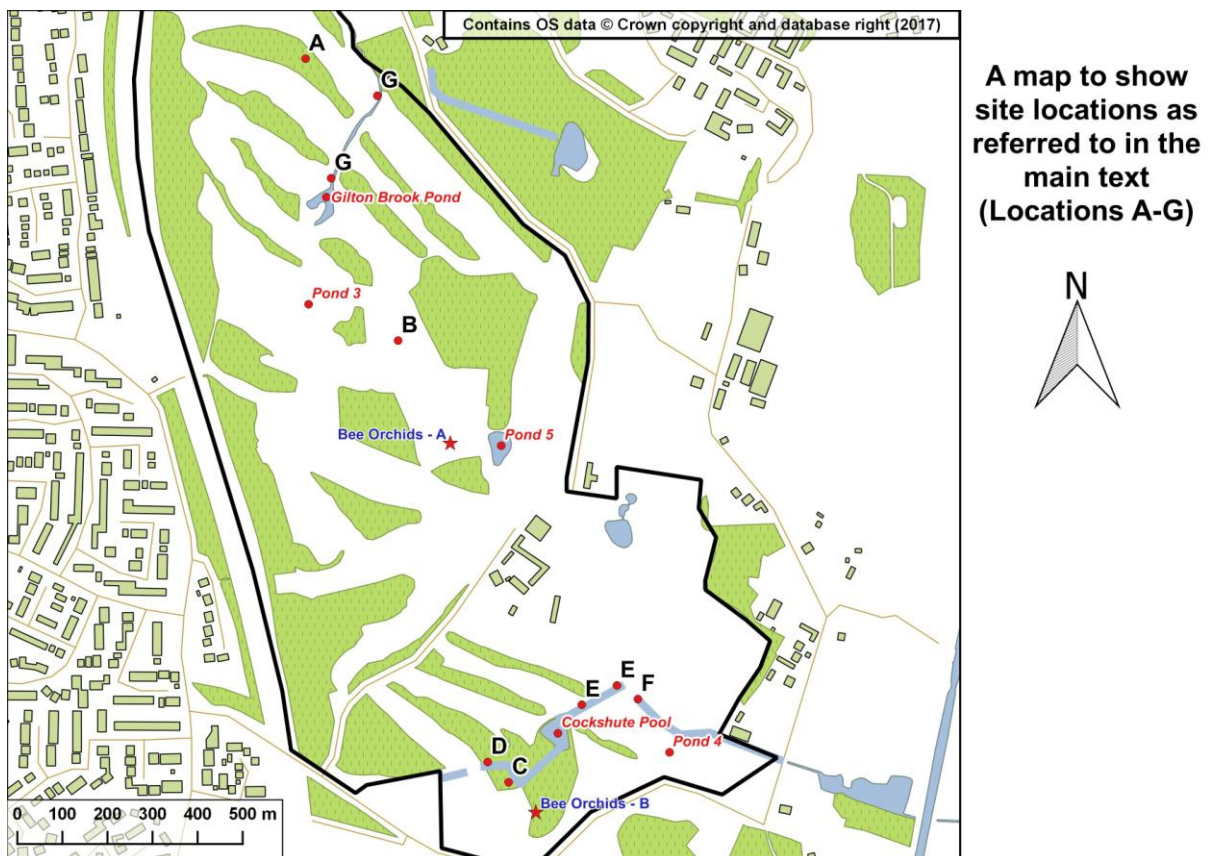 Contains OS data © Crown copyright and database right (2017)
A map to show
site locations as
referred to in the
main text
(Locations A-G)
N
A
G
G
Gilton Brook Pond
Pond 3
B
Bee Orchids - A
Pond 5
E
E
F
Cockshute Pool
Pond 4
D
C
Bee Orchids - B
0 100 200 300 400 500 m